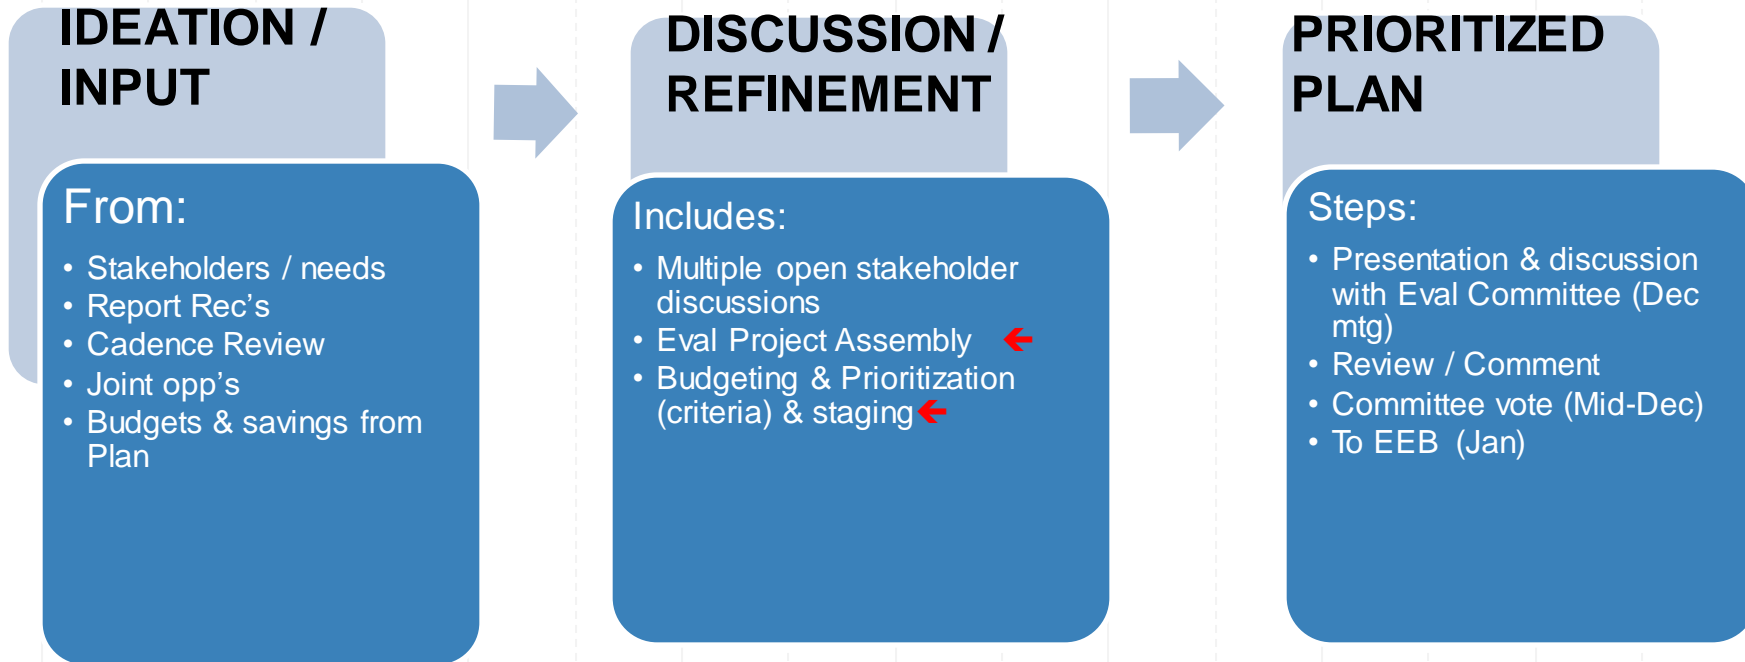 IDEATION /
INPUT
From:
• Stakeholders / needs
• Report Rec's
• Cadence Review
• Joint opp's
• Budgets & savings from
Plan
DISCUSSION /
REFINEMENT
Includes:
• Multiple open stakeholder
discussions
• Eval Project Assembly
• Budgeting & Prioritization
(criteria) & staging
PRIORITIZED
PLAN
Steps:
• Presentation & discussion
with Eval Committee (Dec
mtg)
• Review / Comment
• Committee vote (Mid-Dec)
• To EEB (Jan)